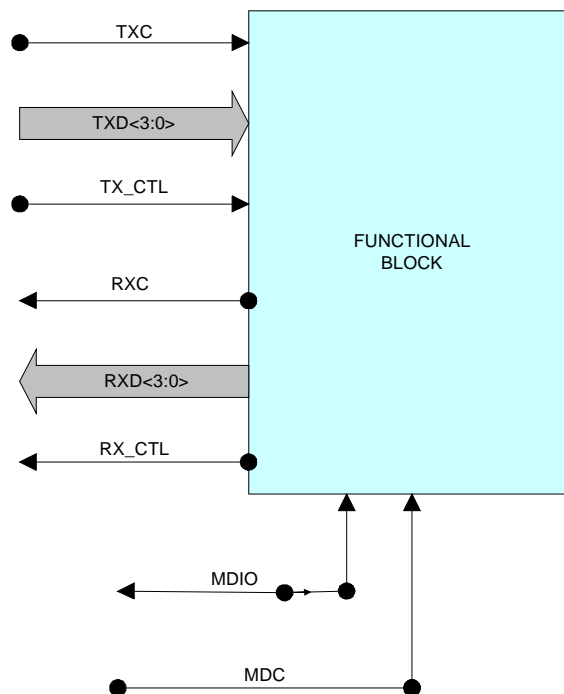 TXC
TXD<3:0>
TX_CTL
FUNCTIONAL
BLOCK
RXC
RXD<3:0>
RX_CTL
MDIO
MDC